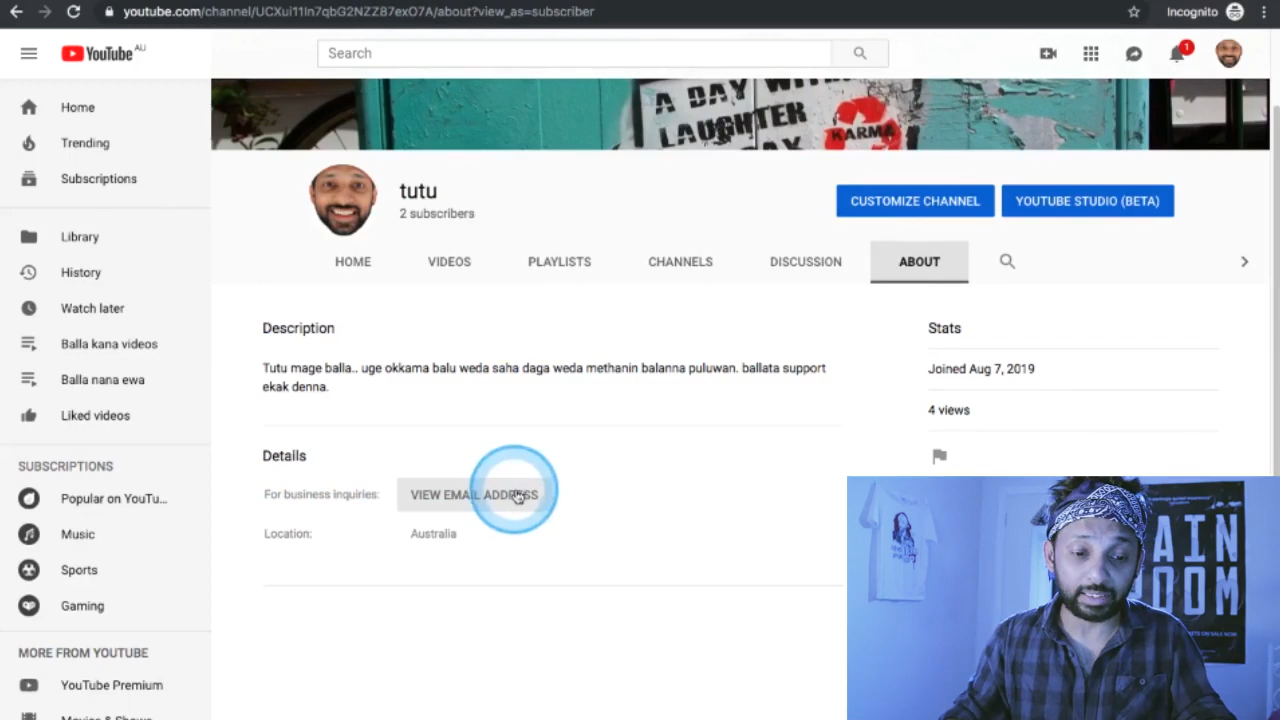 youtube.com/channel/UCXui11In7qbG2NZZ87exO7A/about?view_as=subscriber
Incognito
YouTube AU
Search
1
Home
Trending
Subscriptions
Library
History
Watch later
Balla kana videos
Balla nana ewa
Liked videos
SUBSCRIPTIONS
Popular on YouTu...
Music
Sports
Gaming
MORE FROM YOUTUBE
YouTube Premium
Movies & Shows
A DAY WITH
LAUGHTER
KARMA
tutu
2 subscribers
CUSTOMIZE CHANNEL
YOUTUBE STUDIO (BETA)
HOME
VIDEOS
PLAYLISTS
CHANNELS
DISCUSSION
ABOUT
Description
Tutu mage balla.. uge okkama balu weda saha daga weda methanin balanna puluwan. ballata support
ekak denna.
Details
For business inquiries:
VIEW EMAIL ADDRESS
Location:
Australia
Stats
Joined Aug 7, 2019
4 views
AIN
OOM